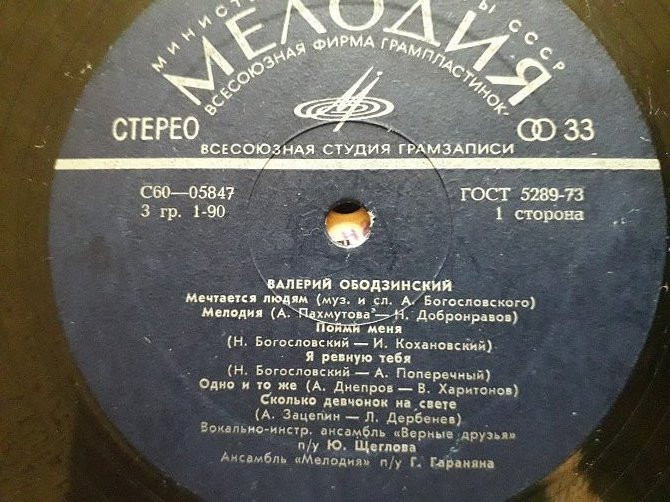 МИНИСТ Ы СССР
МЕЛОДИЯ
ВСЕСОЮЗНАЯ ФИРМА ГРАМПЛАСТИНОК
СТЕРЕО 33
ВСЕСОЮЗНАЯ СТУДИЯ ГРАМЗАПИСИ
С60—05847 ГОСТ 5289-73
3 гр. 1-90 1 сторона
ВАЛЕРИЙ ОБОДЗИНСКИЙ
Мечтается людям (муз. и сл. А. Богословского)
Мелодия (А. Пахмутова — Н. Добронравов)
Пойми меня
(Н. Богословский — И. Кохановский)
Я ревную тебя
(Н. Богословский — А. Поперечный)
Одно и то же (А. Днепров — В. Харитонов)
Сколько девчонок на свете
(А. Зацепин — Л. Дербенев)
Вокально-инстр. ансамбль «Верные друзья»
п/у Ю. Щеглова
Ансамбль «Мелодия» п/у Г. Гараняна